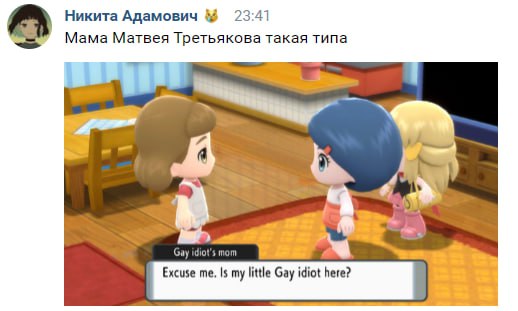 Никита Адамович 23:41
Мама Матвея Третьякова такая типа
Gay idiot's mom
Excuse me. Is my little Gay idiot here?